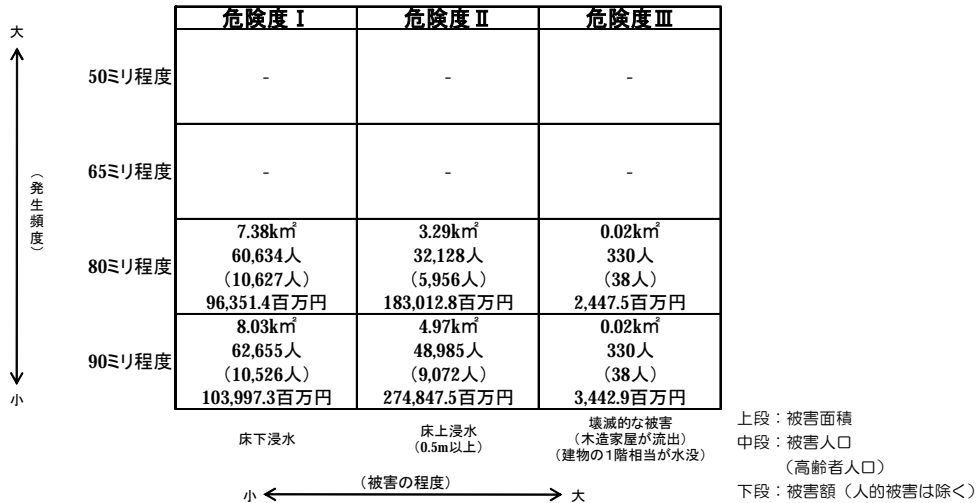 危険度Ⅰ 危険度Ⅱ 危険度Ⅲ
大
50ミリ程度 - - -
65ミリ程度 - - -
（発生頻度）
7.38k㎡ 3.29k㎡ 0.02k㎡
60,634人 32,128人 330人
80ミリ程度 (10,627人) (5,956人) (38人)
96,351.4百万円 183,012.8百万円 2,447.5百万円
8.03k㎡ 4.97k㎡ 0.02k㎡
62,655人 48,985人 330人
90ミリ程度 (10,526人) (9,072人) (38人)
103,997.3百万円 274,847.5百万円 3,442.9百万円
小
床下浸水
床上浸水
(0.5m以上)
壊滅的な被害
(木造家屋が流出)
(建物の1階相当が水没)
(被害の程度)
小 大
上段：被害面積
中段：被害人口
（高齢者人口）
下段：被害額（人的被害は除く）